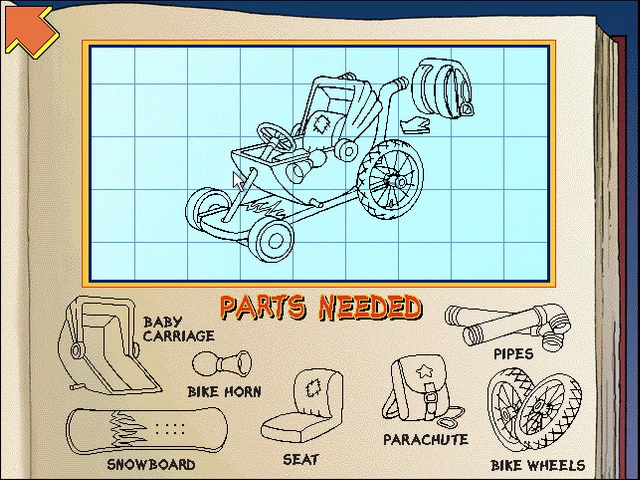 PARTS NEEDED
BABY
CARRIAGE
PIPES
BIKE HORN
PARACHUTE
SEAT
SNOWBOARD
BIKE WHEELS